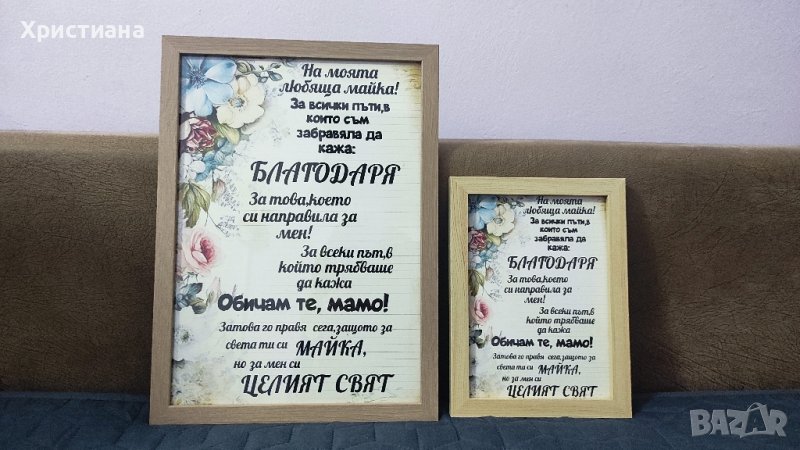 Христиана
На моята
любяща майка!
За всички пъти,в
които съм
забравяла да
кажа:
БЛАГОДАРЯ
За това,което
си направила за
мен!
За всеки път,в
който трябваше
да кажа
Обичам те, мамо!
Затова го правя сега,защото за
света ти си МАЙКА,
но за мен си
ЦЕЛИЯТ СВЯТ
На моята
любяща майка!
За всички пъти,в
които съм
забравяла да
кажа:
БЛАГОДАРЯ
За това,което
си направила за
мен!
За всеки път,в
който трябваше
да кажа
Обичам те, мамо!
Затова го правя сега,защото за
света ти си МАЙКА,
но за мен си
ЦЕЛИЯТ СВЯТ
BAZAR